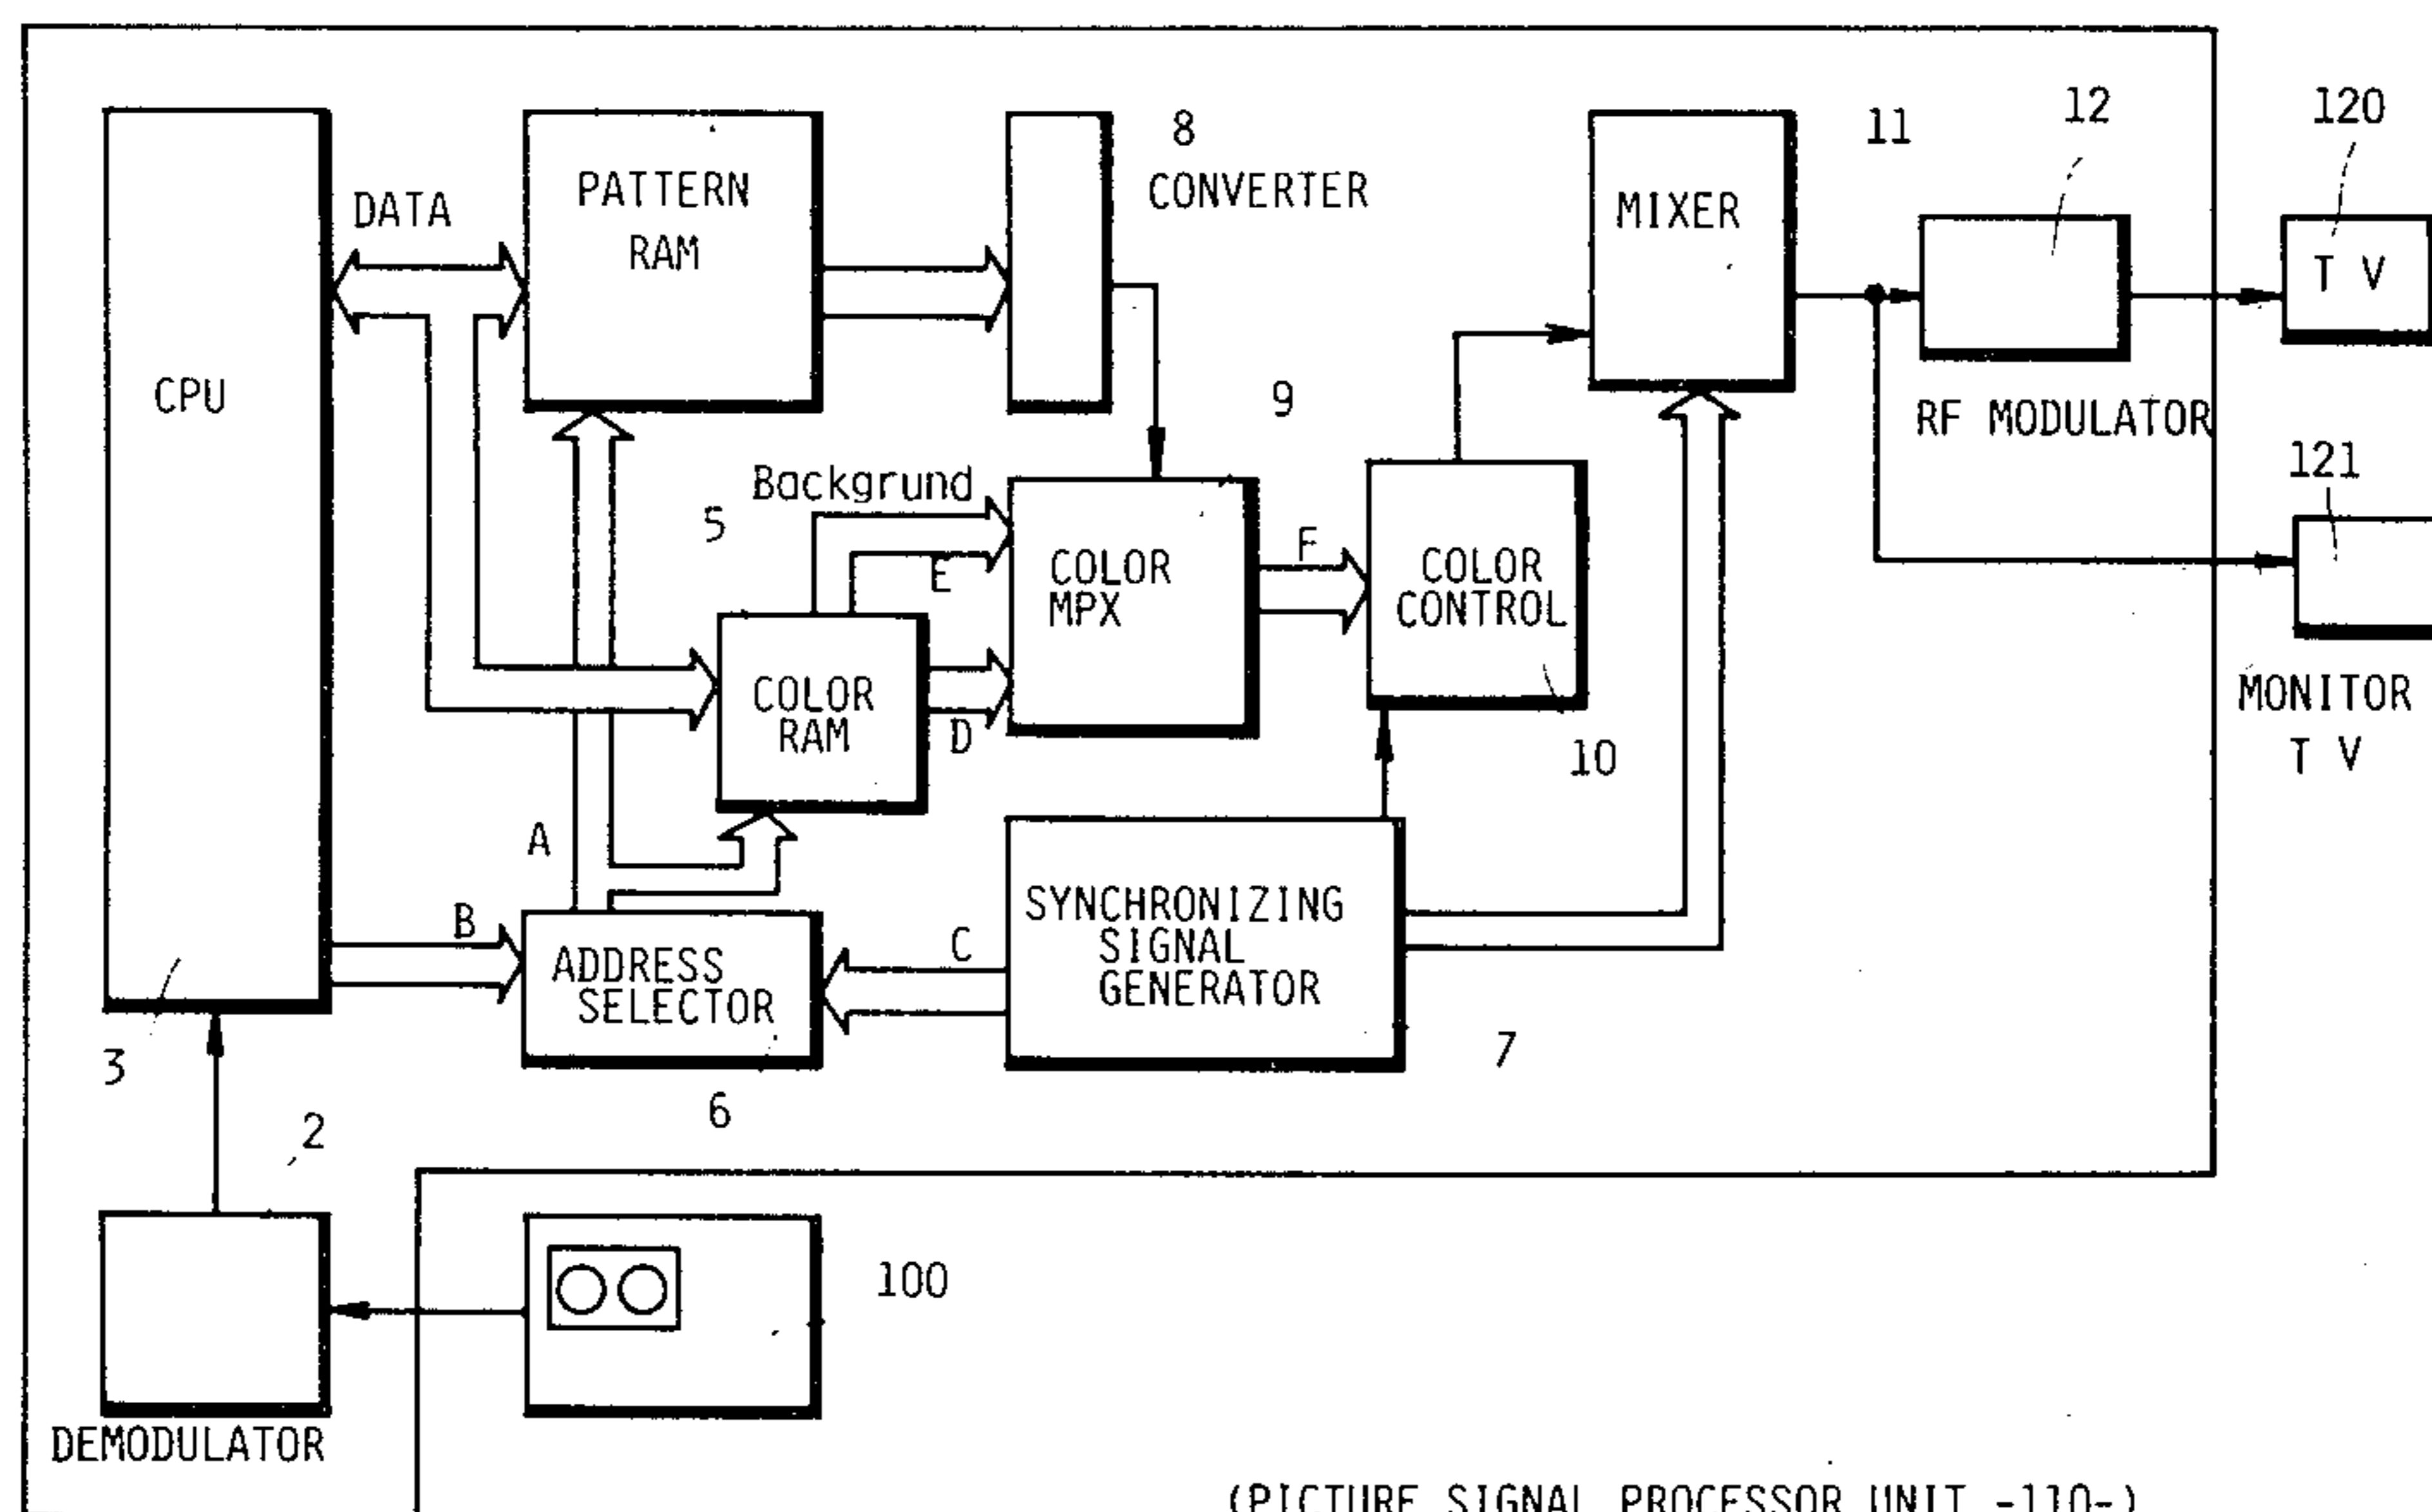 8
12
120
11
CONVERTER
PATTERN
RAM
DATA
MIXER
T V
CPU
9
RF MODULATOR
121
Backgrund
5
E
F
COLOR
MPX
COLOR
CONTROL
COLOR
RAM
D
10
MONITOR
T V
A
B
C
SYNCHRONIZING
SIGNAL
GENERATOR
ADDRESS
SELECTOR
3
7
2
6
100
DEMODULATOR
(PICTURE SIGNAL PROCESSOR UNIT -110-)